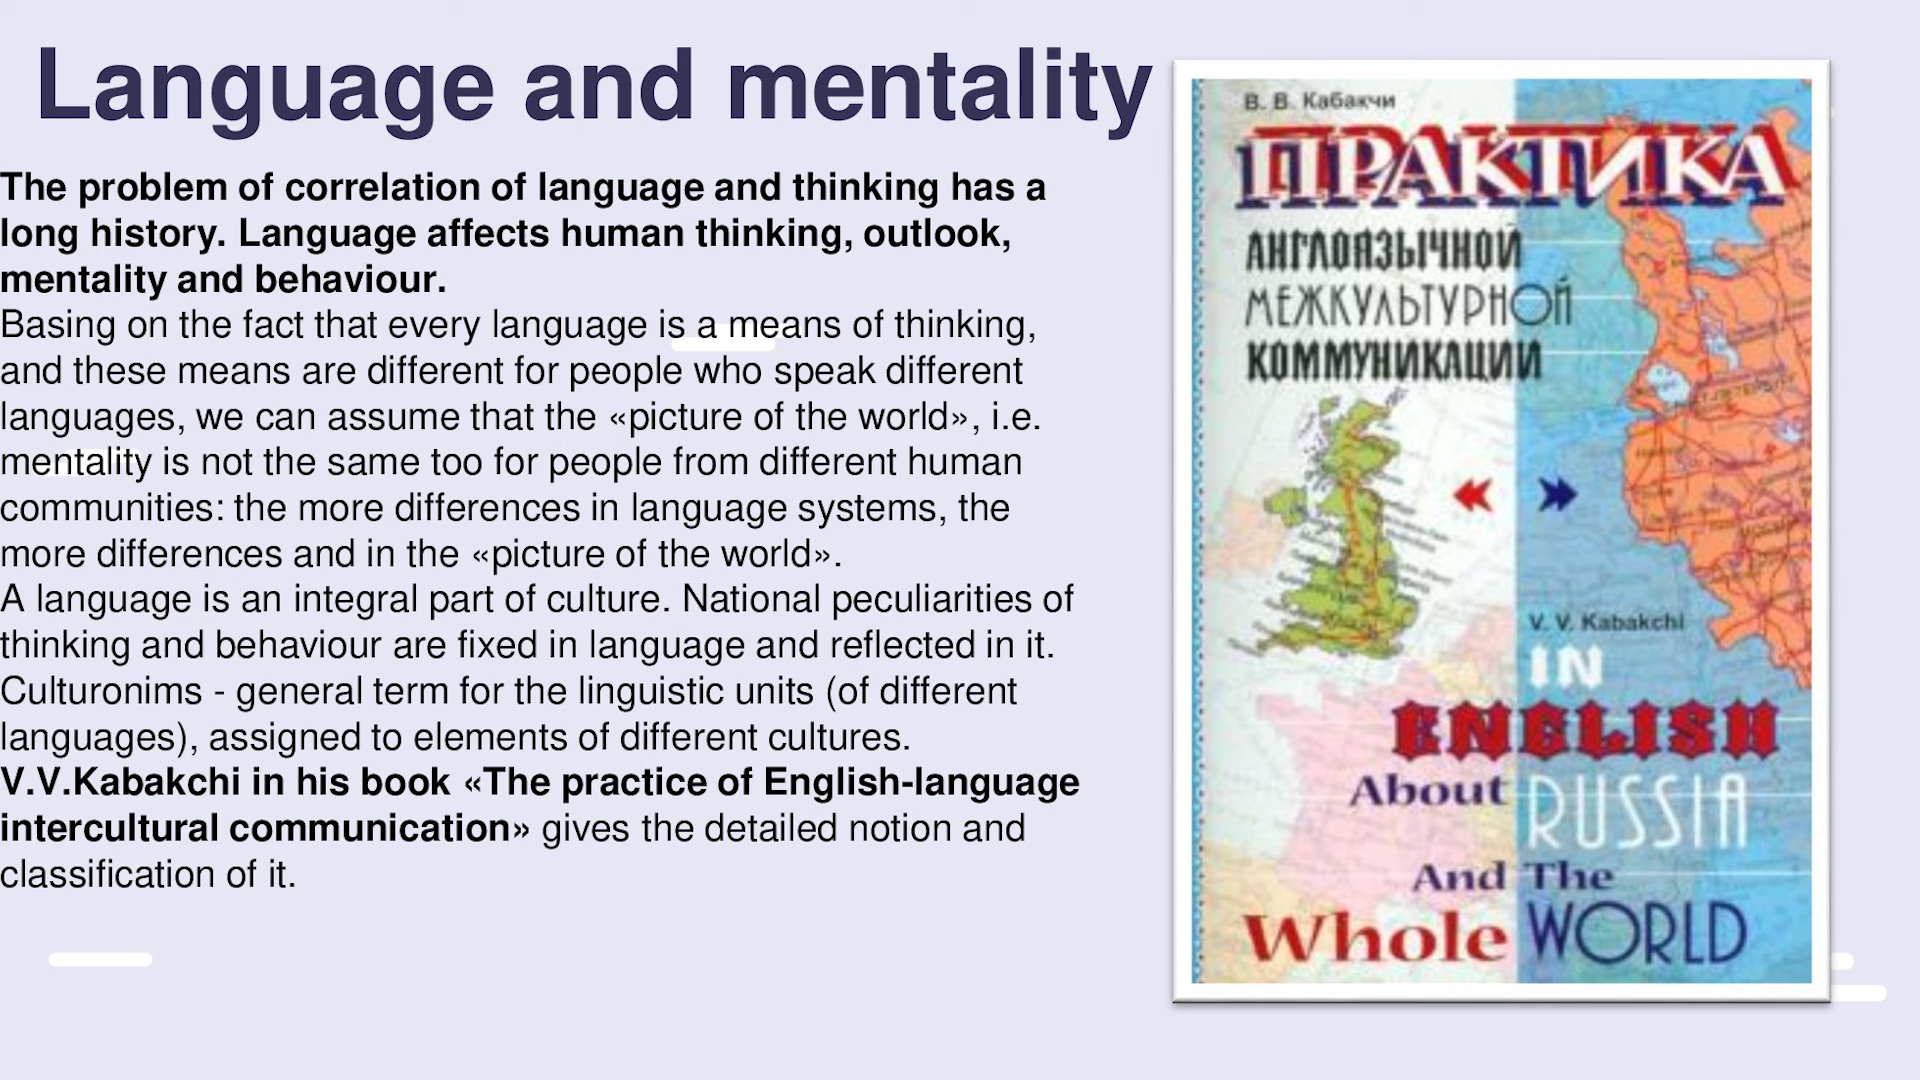 Language and mentality
The problem of correlation of language and thinking has a
long history. Language affects human thinking, outlook,
mentality and behaviour.
Basing on the fact that every language is a means of thinking,
and these means are different for people who speak different
languages, we can assume that the «picture of the world», i.e.
mentality is not the same too for people from different human
communities: the more differences in language systems, the
more differences and in the «picture of the world».
A language is an integral part of culture. National peculiarities of
thinking and behaviour are fixed in language and reflected in it.
Culturonims - general term for the linguistic units (of different
languages), assigned to elements of different cultures.
V.V.Kabakchi in his book «The practice of English-language
intercultural communication» gives the detailed notion and
classification of it.
В. В. Кабакчи
ПРАКТИКА
АНГЛОЯЗЫЧНОЙ
МЕЖКУЛЬТУРНОЙ
КОММУНИКАЦИИ
V. V. Kabakchi
IN
ENGLISH
About RUSSIA
And The
Whole WORLD